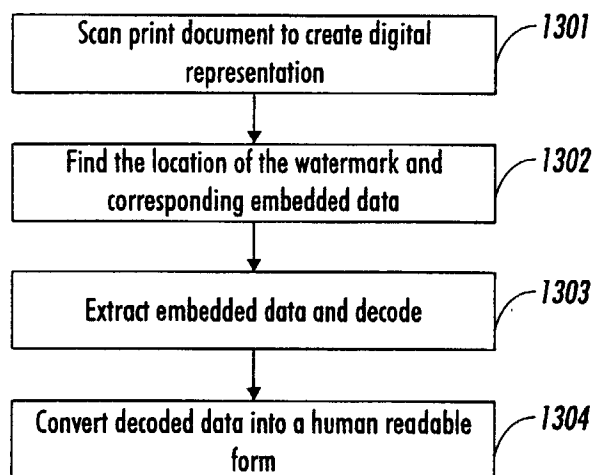 Scan print document to create digital
representation
1301
Find the location of the watermark and
corresponding embedded data
1302
Extract embedded data and decode
1303
Convert decoded data into a human readable
form
1304